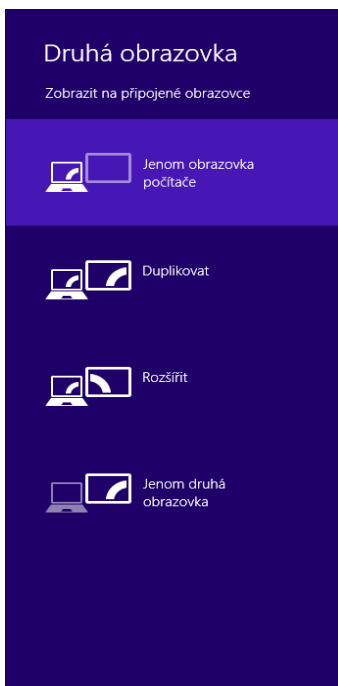 Druhá obrazovka
Zobrazit na připojené obrazovce
Jenom obrazovka
počítače
Duplikovat
Rozšířit
Jenom druhá
obrazovka